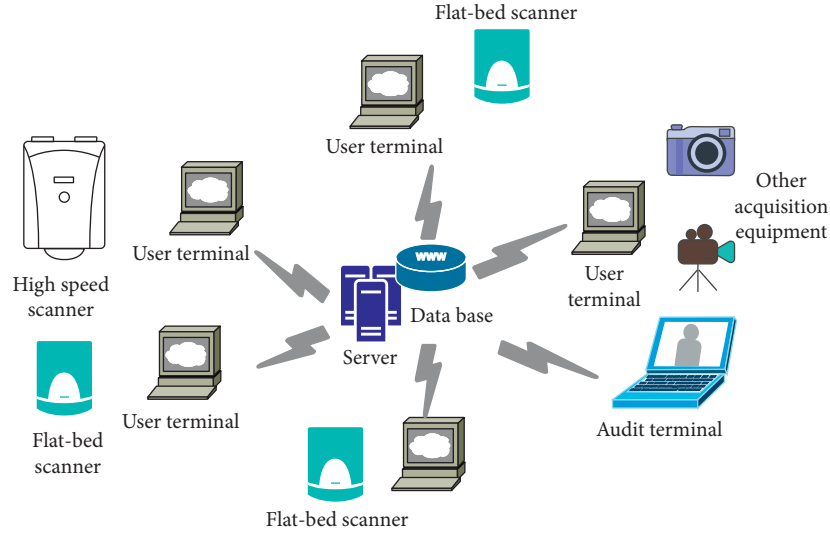 Flat-bed scanner
User terminal
Other
acquisition
equipment
User terminal
User
terminal
High speed
scanner
www
Data base
Server
User terminal
Audit terminal
Flat-bed
scanner
Flat-bed scanner